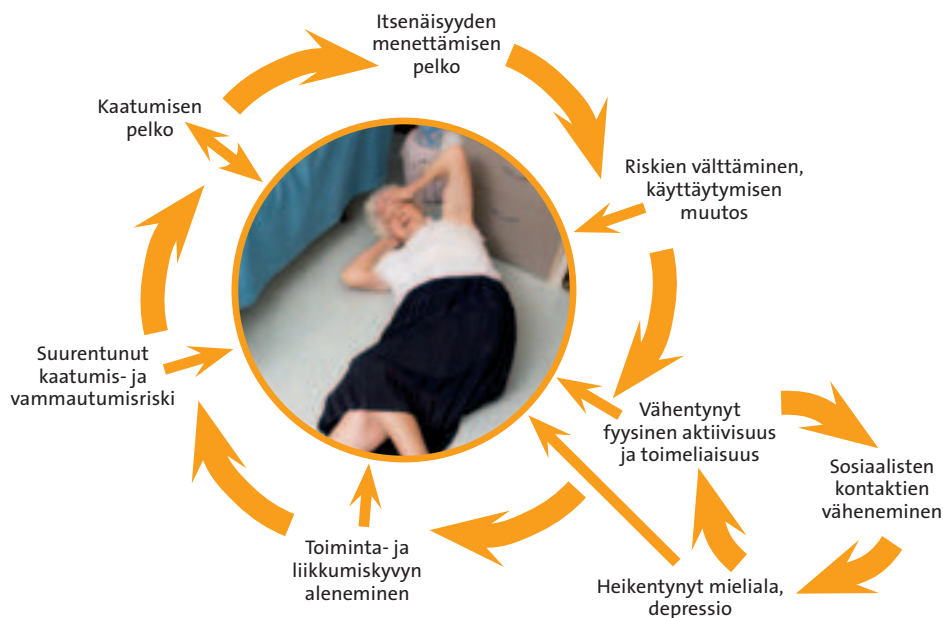 Itsenäisyyden
menettämisen
pelko
Kaatumisen
pelko
Riskien välttäminen,
käyttäytymisen
muutos
Suurentunut
kaatumis- ja
vammautumisriski
Vähentynyt
fyysinen aktiivisuus
ja toimeliaisuus
Sosiaalisten
kontaktien
väheneminen
Toiminta- ja
liikkumiskyvyn
aleneminen
Heikentynyt mieliala,
depressio